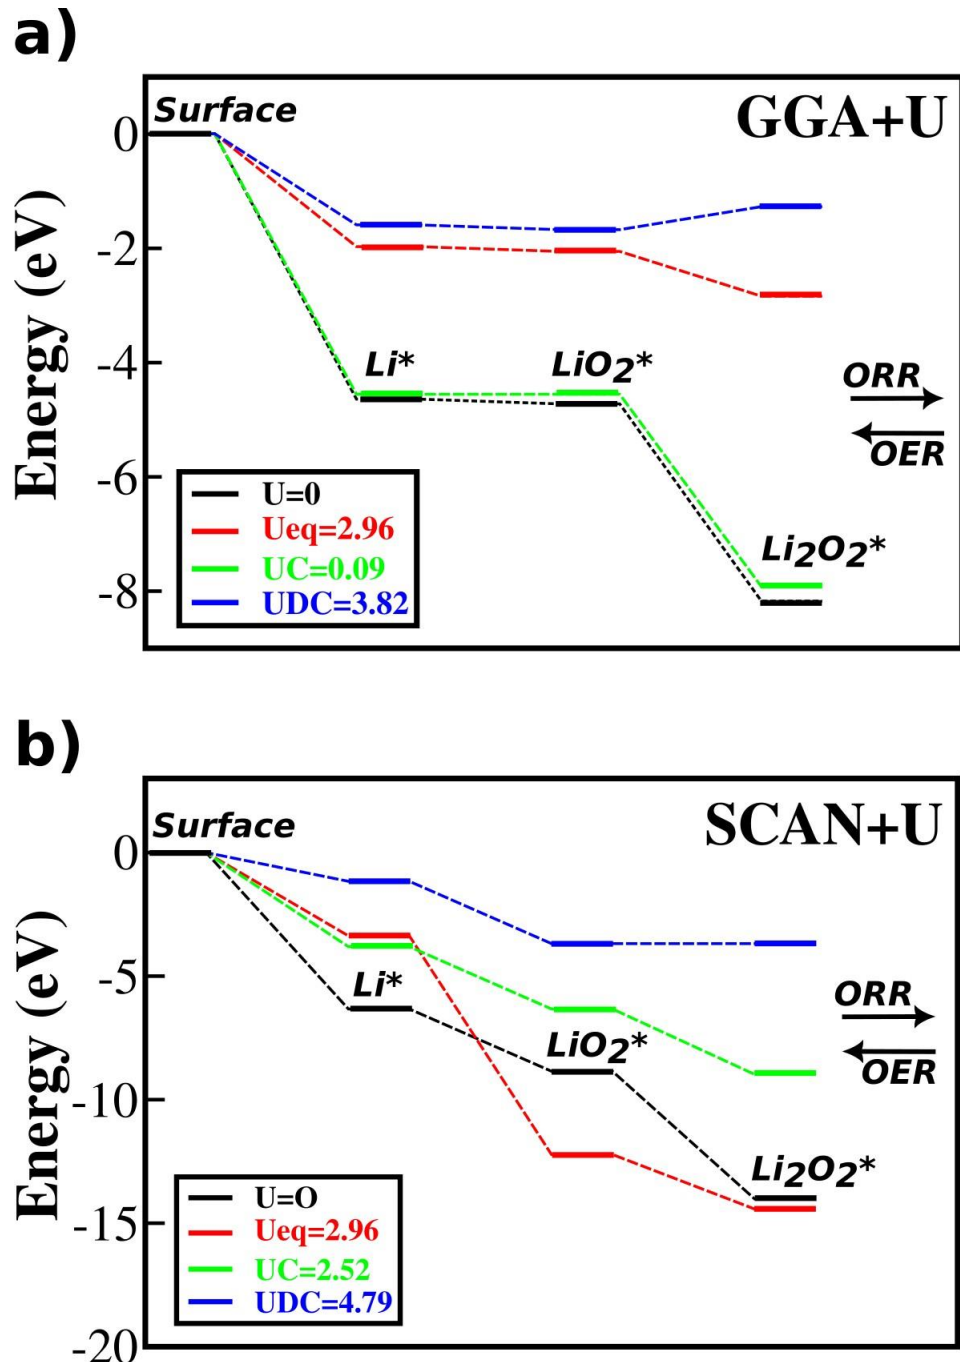 a)
Surface
GGA+U
0
-2
-4
-6
-8
Energy (eV)
Li*
LiO2*
ORR
OER
Li2O2*
U=0
Ueq=2.96
UC=0.09
UDC=3.82
b)
Surface
SCAN+U
0
-5
-10
-15
-20
Energy (eV)
Li*
LiO2*
ORR
OER
Li2O2*
U=O
Ueq=2.96
UC=2.52
UDC=4.79